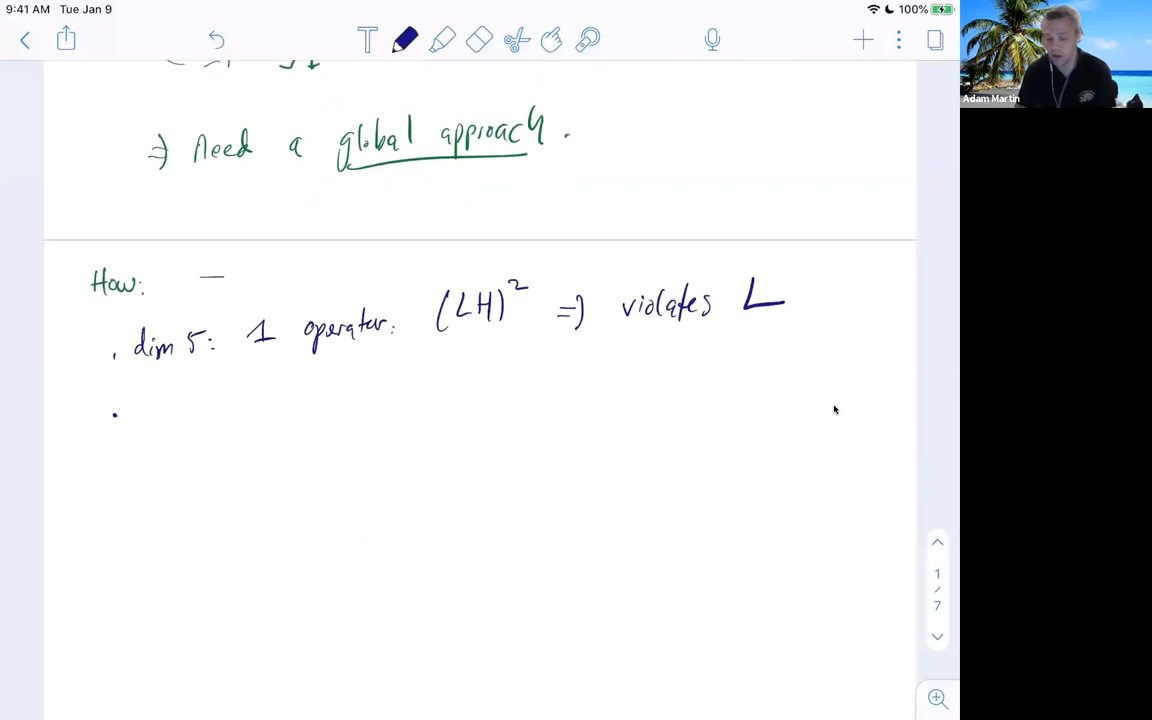 9:41 AM Tue Jan 9
100%
Adam Martin
⇒ Need a global approach.
How:
. dim 5: 1 operator: (LH)² ⇒ violates L
.
1
/
7